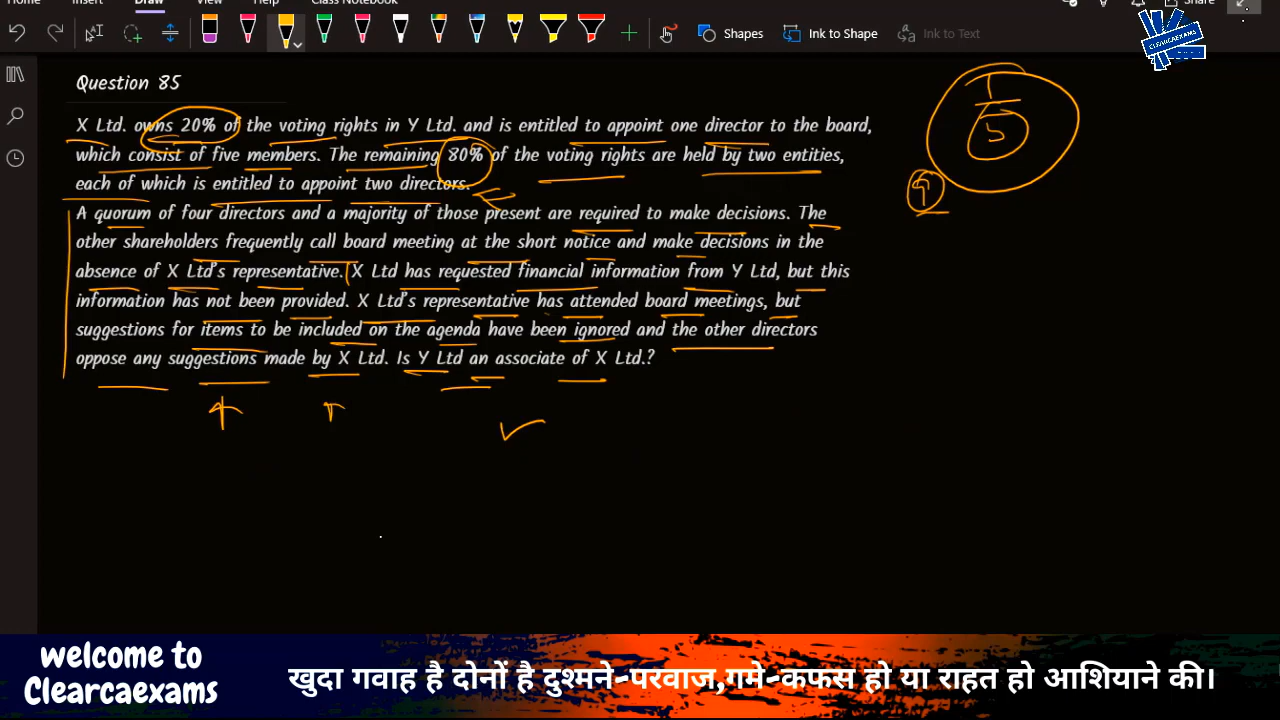 Home Insert Draw View Help Class Notebook Share
Shapes Ink to Shape Ink to Text
CLEARCAEXAMS
Question 85
1
5
X Ltd. owns 20% of the voting rights in Y Ltd. and is entitled to appoint one director to the board,
which consist of five members. The remaining 80% of the voting rights are held by two entities,
each of which is entitled to appoint two directors.
A quorum of four directors and a majority of those present are required to make decisions. The
other shareholders frequently call board meeting at the short notice and make decisions in the
absence of X Ltd's representative. X Ltd has requested financial information from Y Ltd, but this
information has not been provided. X Ltd's representative has attended board meetings, but
suggestions for items to be included on the agenda have been ignored and the other directors
oppose any suggestions made by X Ltd. Is Y Ltd an associate of X Ltd.?
welcome to
Clearcaexams
खुदा गवाह है दोनों है दुश्मने-परवाज,गमे-कफस हो या राहत हो आशियाने की।